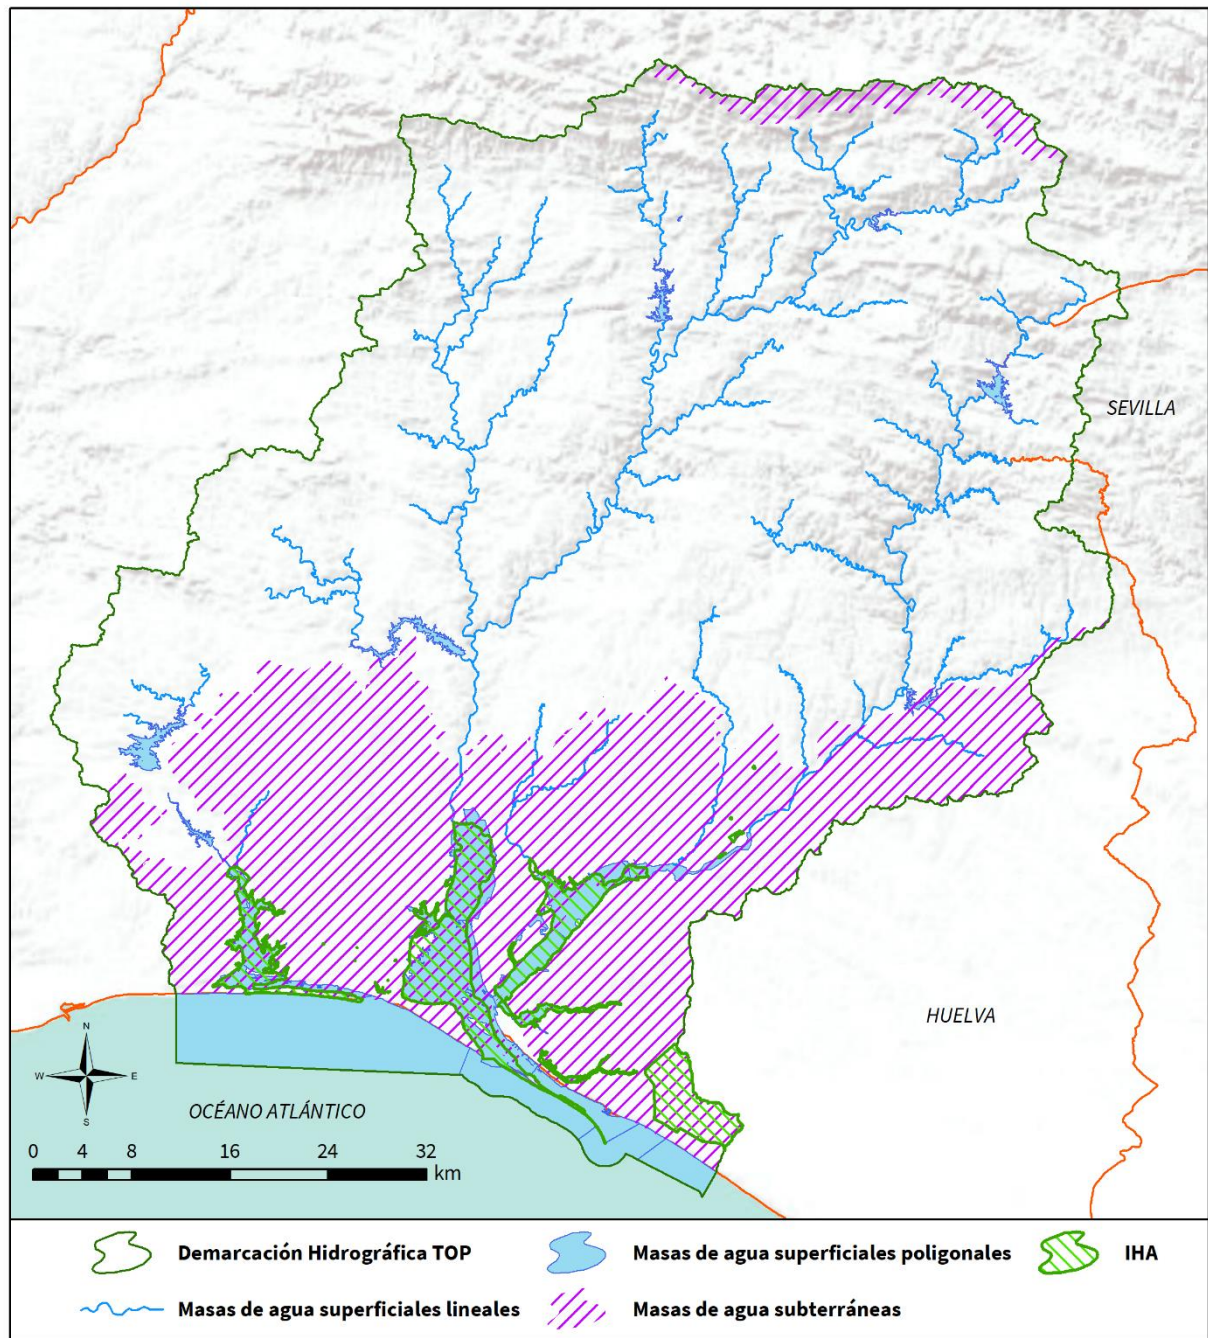 SEVILLA
HUELVA
N
W E
S
OCÉANO ATLÁNTICO
0 4 8 16 24 32
km
Demarcación Hidrográfica TOP
Masas de agua superficiales poligonales
IHA
Masas de agua superficiales lineales
Masas de agua subterráneas